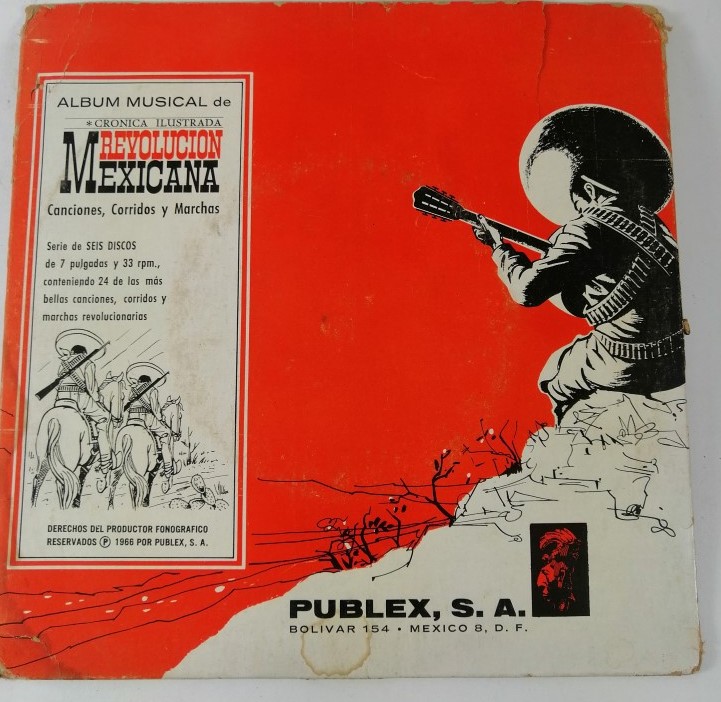 ALBUM MUSICAL de
*CRONICA ILUSTRADA
REVOLUCION
MEXICANA
Canciones, Corridos y Marchas
Serie de SEIS DISCOS
de 7 pulgadas y 33 rpm.,
conteniendo 24 de las más
bellas canciones, corridos y
marchas revolucionarias
DERECHOS DEL PRODUCTOR FONOGRAFICO
RESERVADOS Ⓟ 1966 POR PUBLEX, S. A.
PUBLEX, S. A.
BOLIVAR 154 • MEXICO 8, D. F.